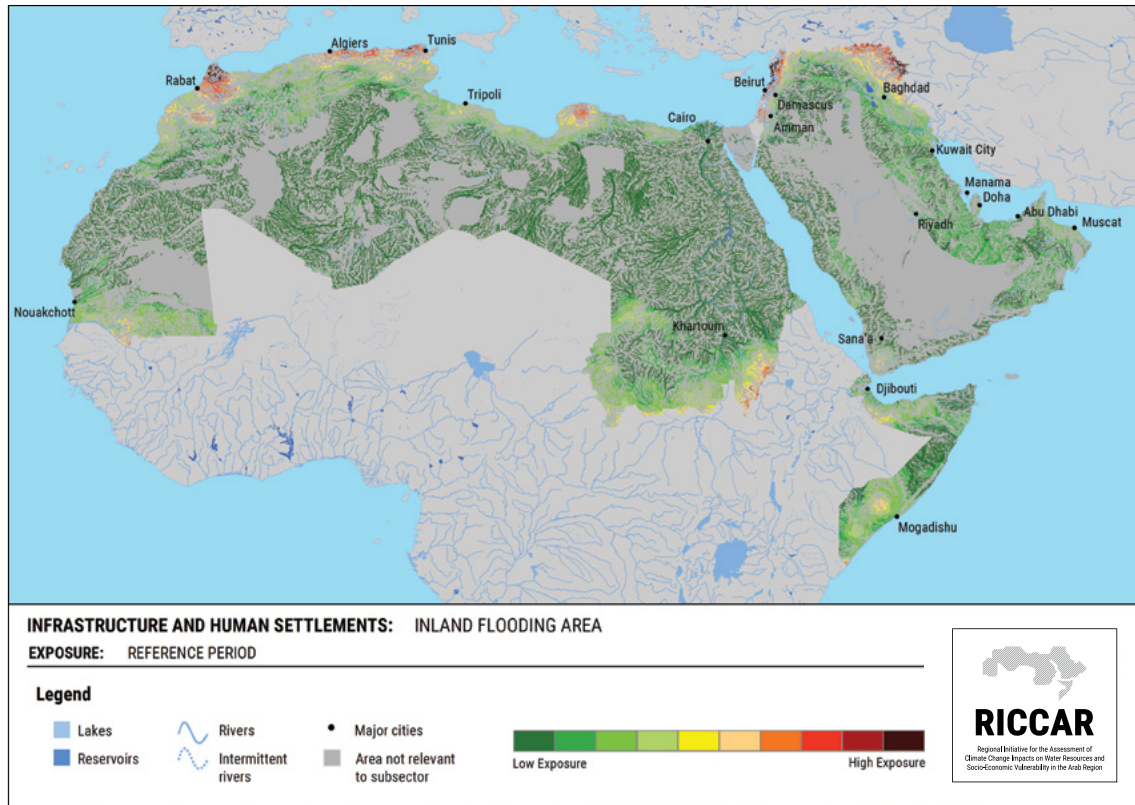 Algiers
Tunis
Rabat
Tripoli
Beirut
Baghdad
Damascus
Cairo
Amman
Kuwait City
Manama
Doha
Abu Dhabi
Muscat
Riyadh
Nouakchott
Khartoum
Sana'a
Djibouti
Mogadishu
INFRASTRUCTURE AND HUMAN SETTLEMENTS: INLAND FLOODING AREA
EXPOSURE: REFERENCE PERIOD
Legend
Lakes
Reservoirs
Rivers
Intermittent
rivers
Major cities
Area not relevant
to subsector
Low Exposure
High Exposure
RICCAR
Regional Initiative for the Assessment of
Climate Change Impacts on Water Resources and
Socio-Economic Vulnerability in the Arab Region